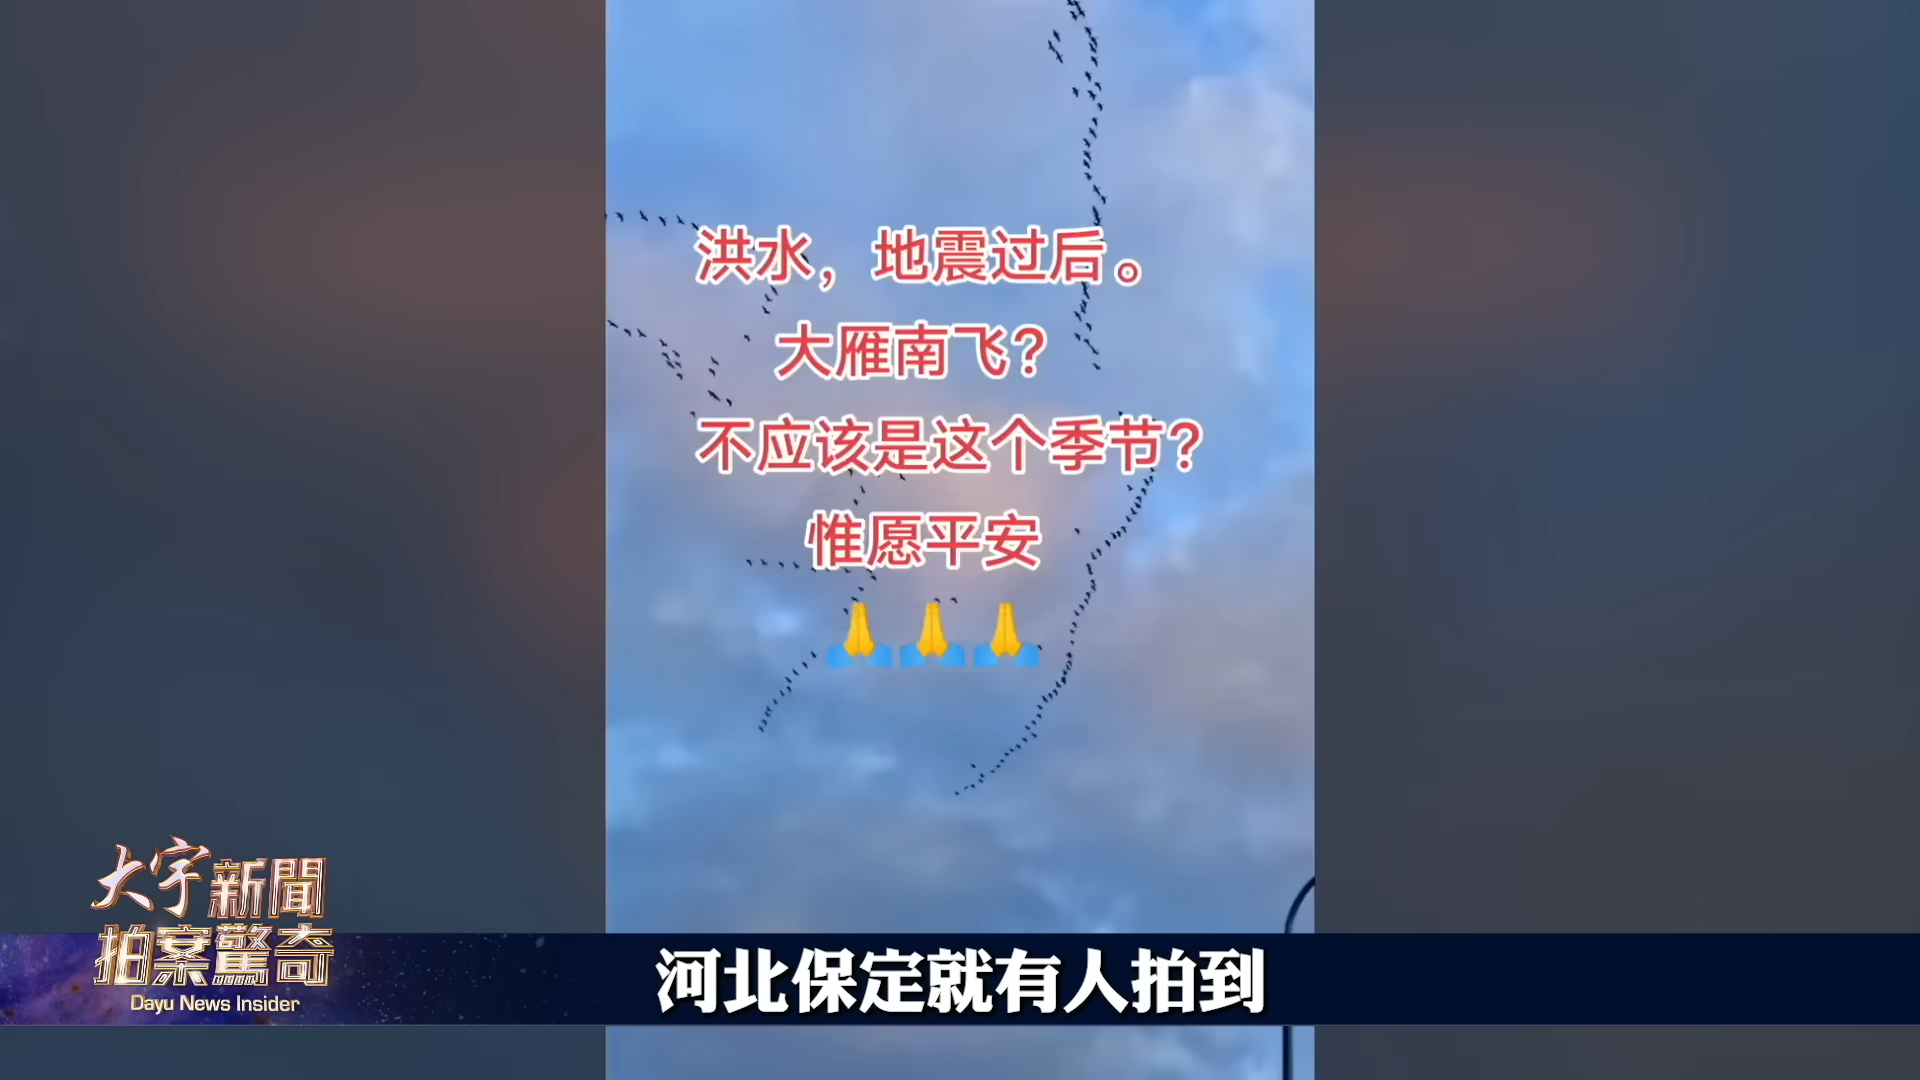 洪水，地震过后。
大雁南飞？
不应该是这个季节？
惟愿平安
🙏🙏🙏
大宇新聞
拍案驚奇
Dayu News Insider
河北保定就有人拍到